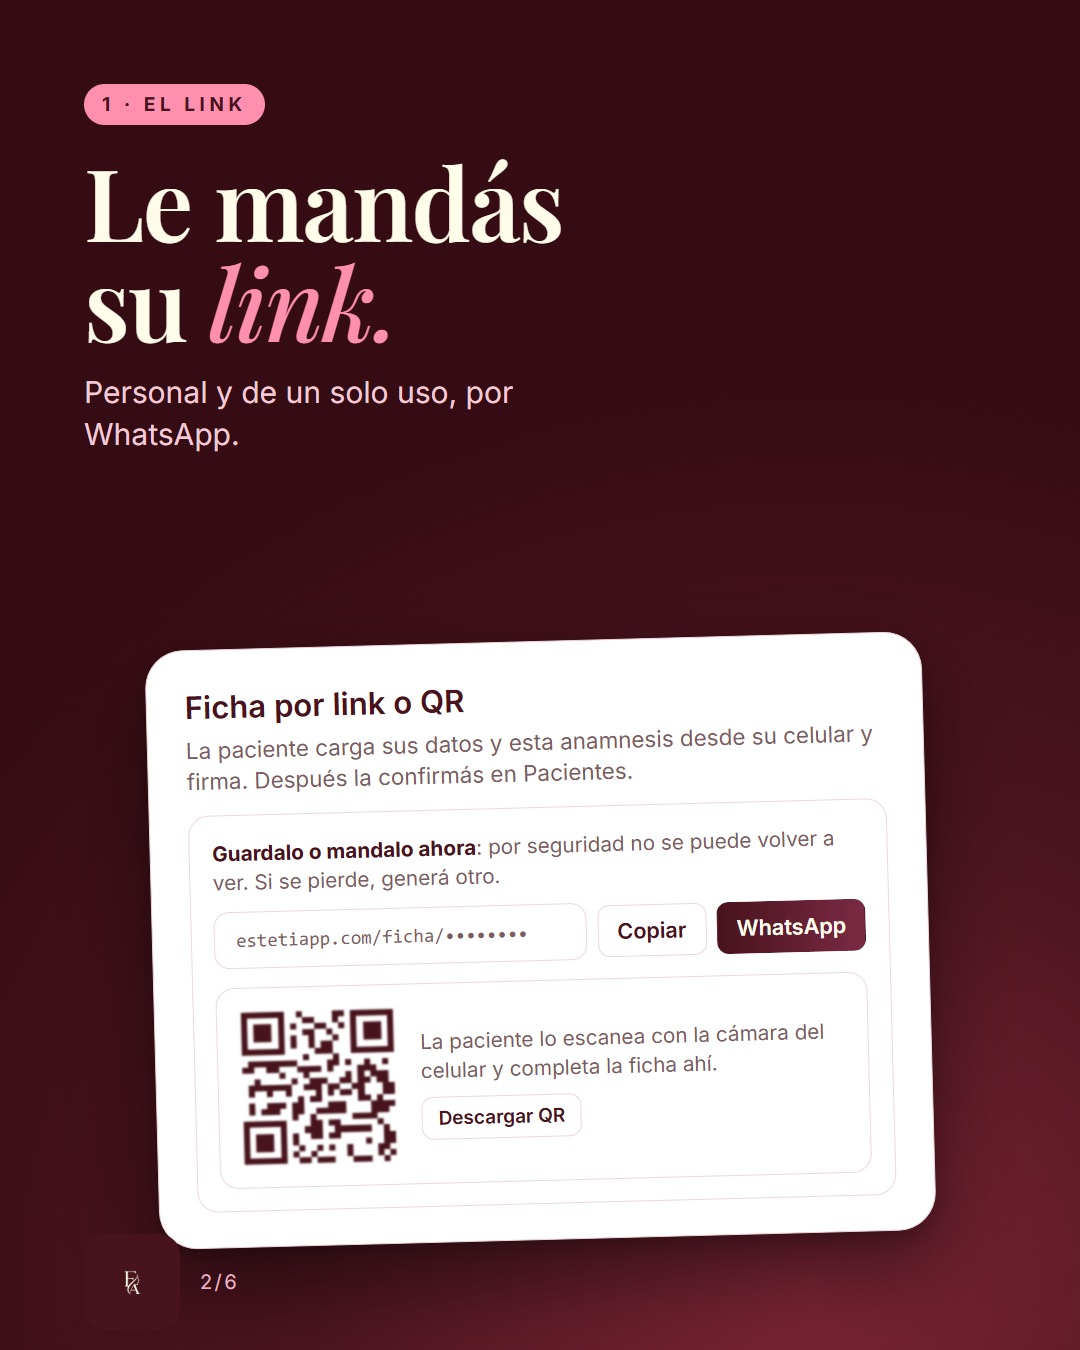 1 · EL LINK
Le mandás
su link.
Personal y de un solo uso, por
WhatsApp.
Ficha por link o QR
La paciente carga sus datos y esta anamnesis desde su celular y
firma. Después la confirmás en Pacientes.
Guardalo o mandalo ahora: por seguridad no se puede volver a
ver. Si se pierde, generá otro.
estetiapp.com/ficha/••••••••
Copiar
WhatsApp
La paciente lo escanea con la cámara del
celular y completa la ficha ahí.
Descargar QR
2/6